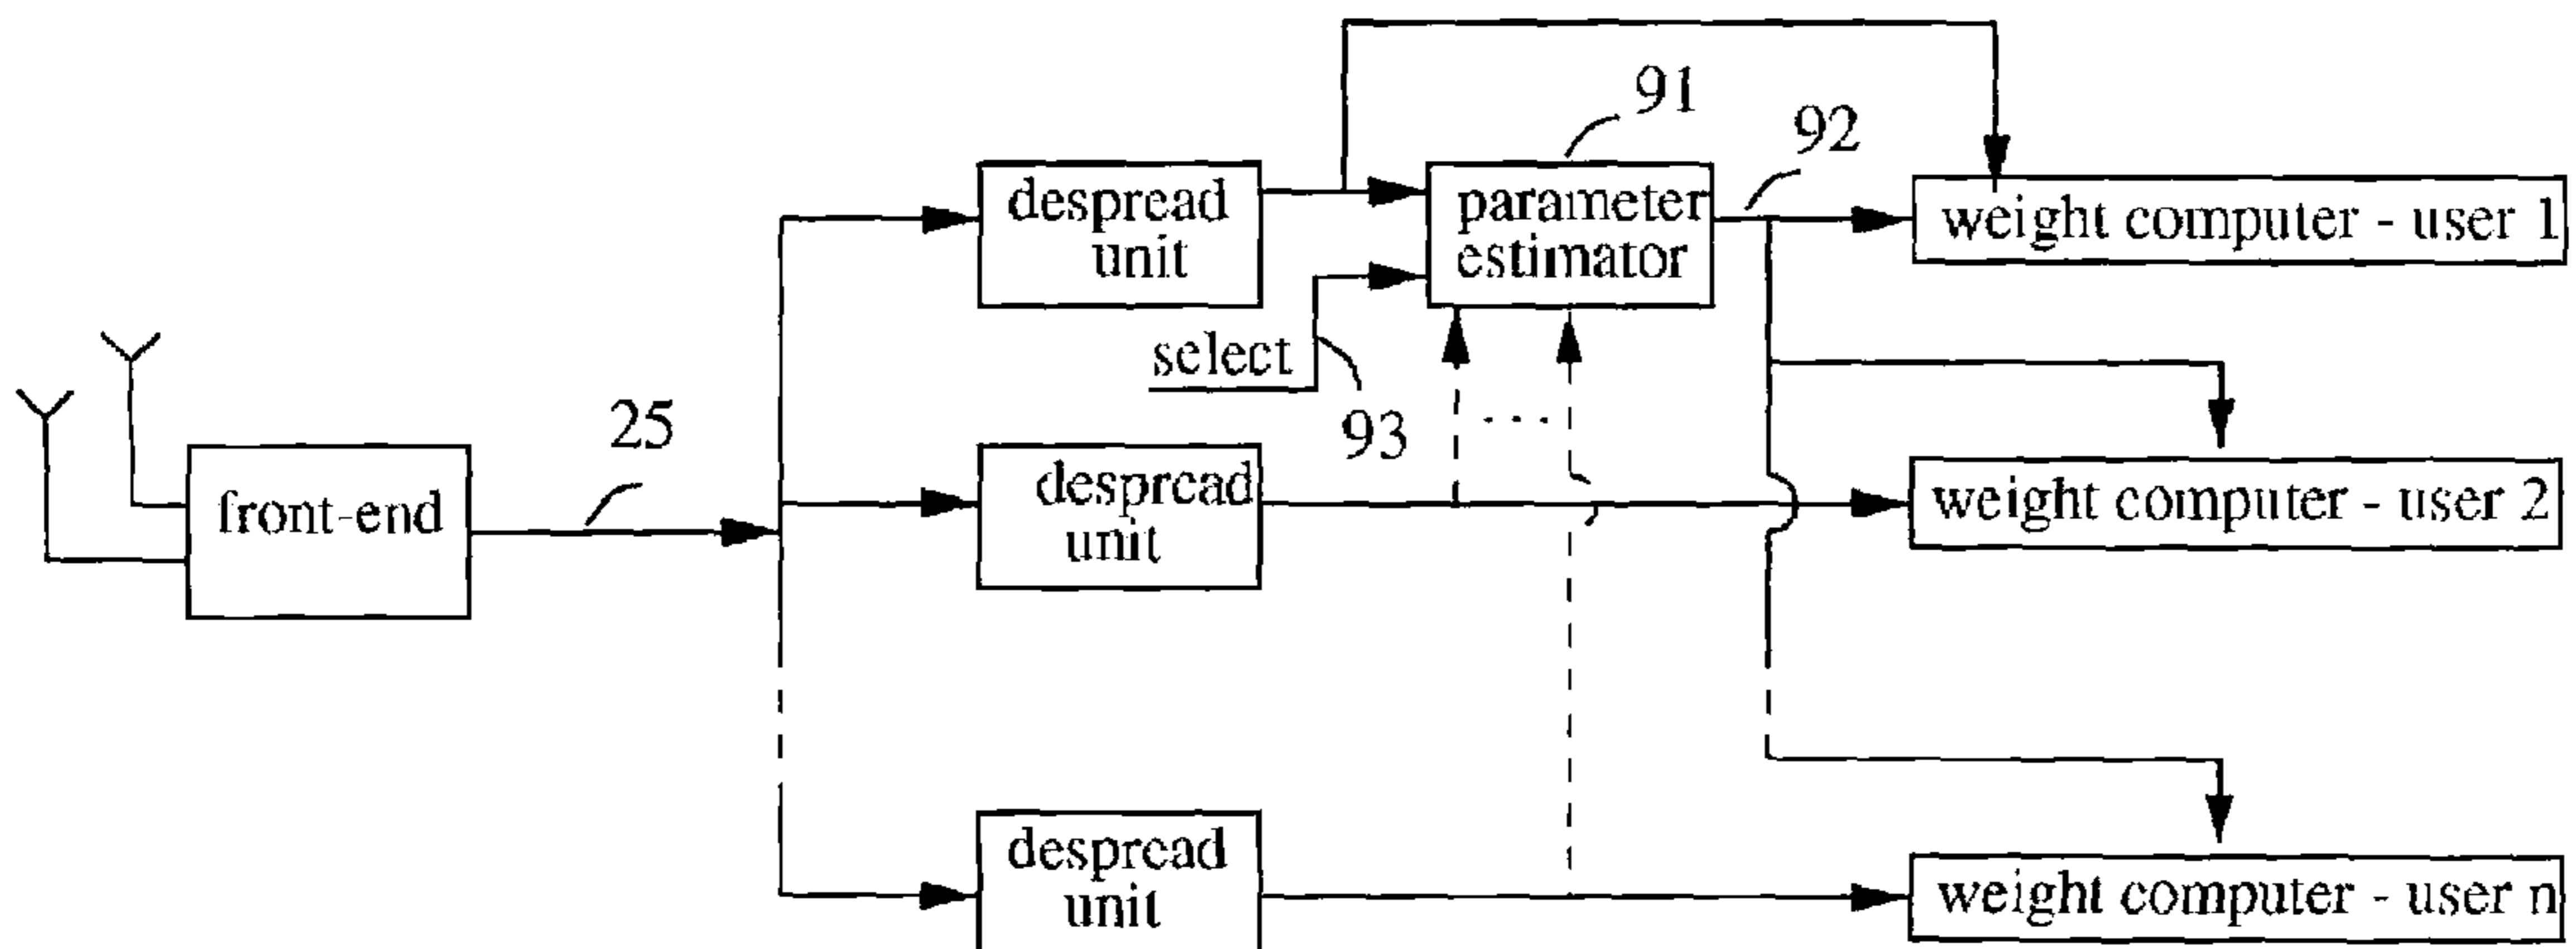 91
92
despread
unit
parameter
estimator
weight computer - user 1
select
93
25
front-end
despread
unit
weight computer - user 2
despread
unit
weight computer - user n